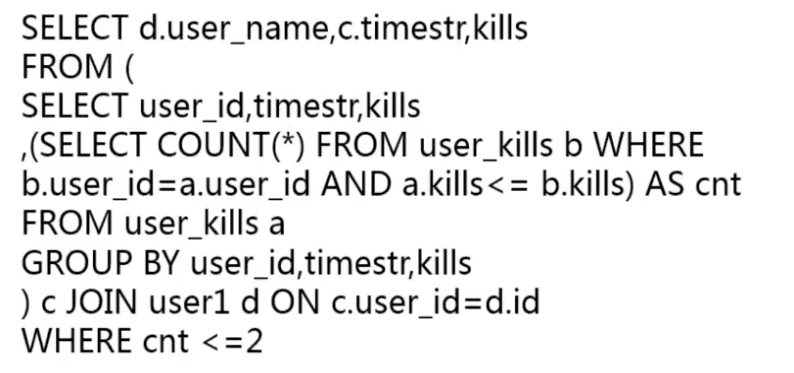 SELECT d.user_name,c.timestr,kills
FROM (
SELECT user_id,timestr,kills
,(SELECT COUNT(*) FROM user_kills b WHERE
b.user_id=a.user_id AND a.kills<= b.kills) AS cnt
FROM user_kills a
GROUP BY user_id,timestr,kills
) c JOIN user1 d ON c.user_id=d.id
WHERE cnt <=2